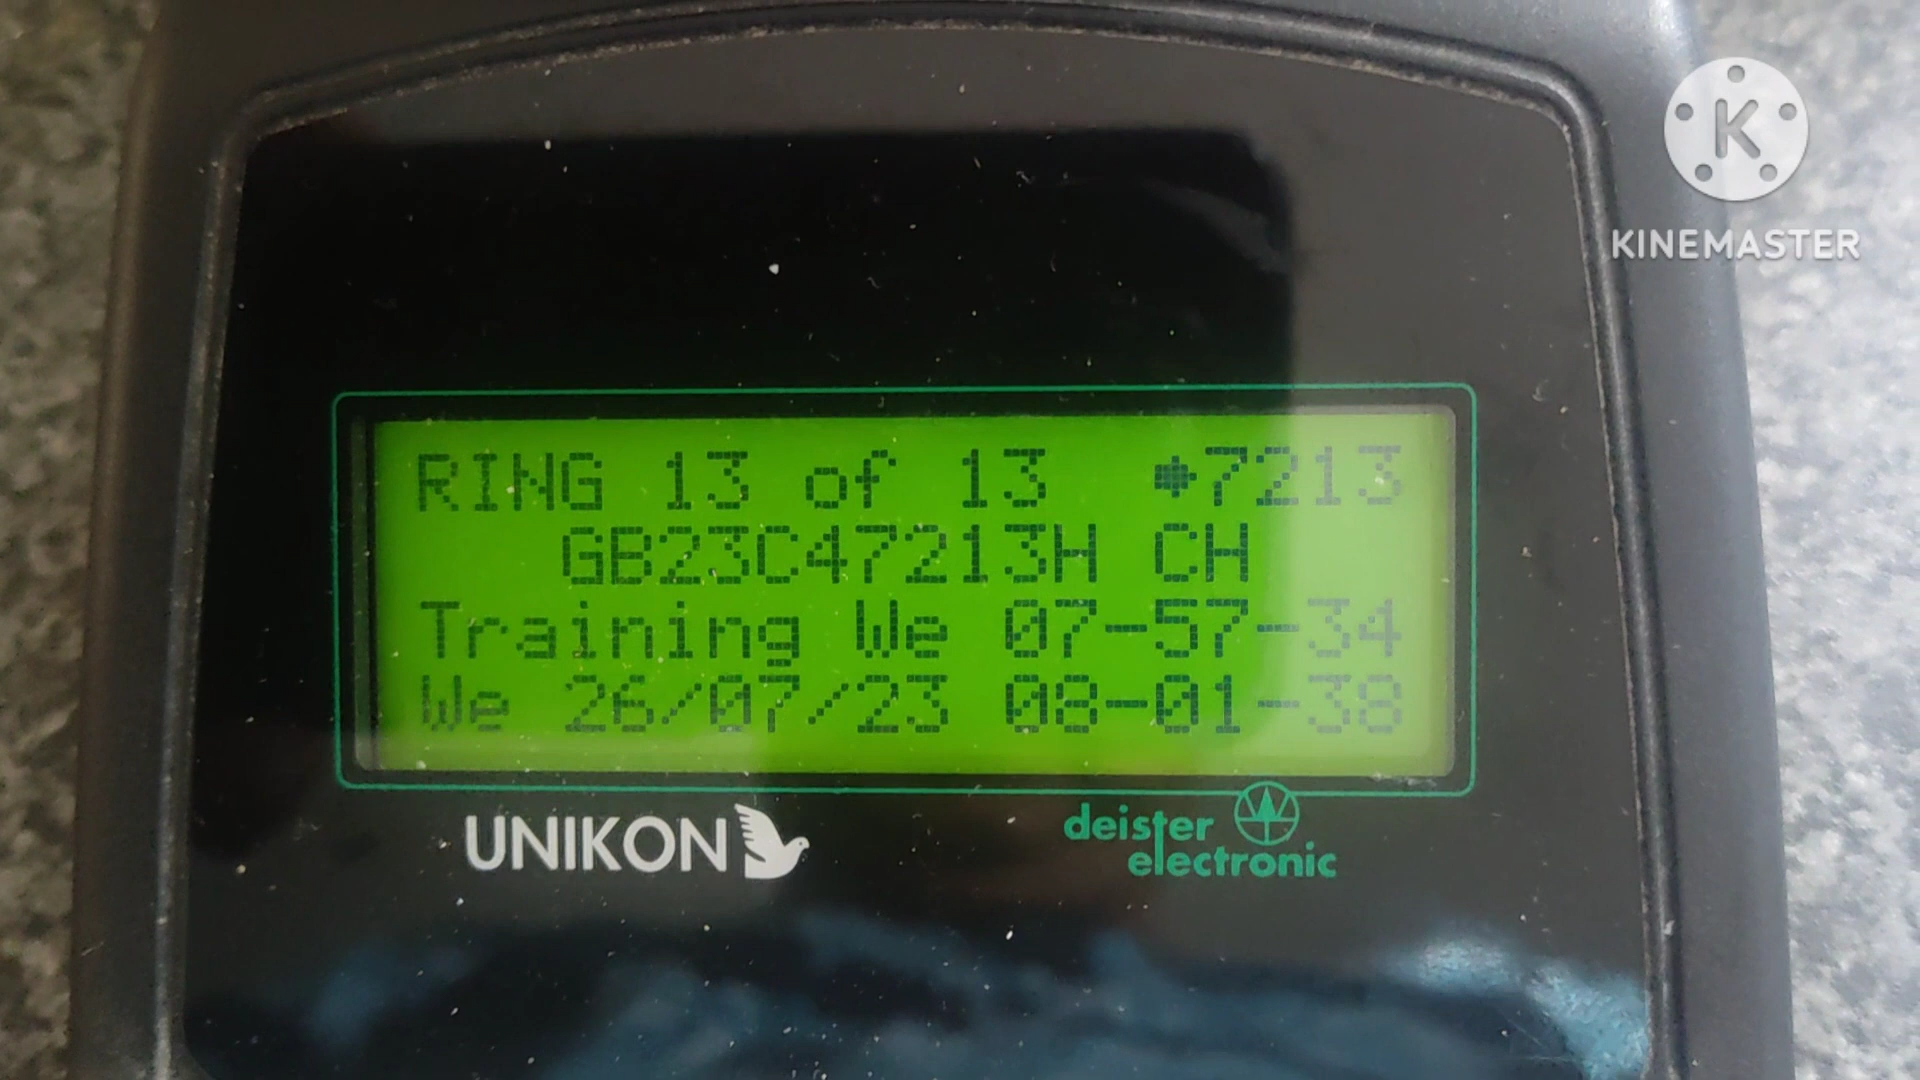 K
KINEMASTER
RING 13 of 13 7213
GB23C47213H CH
Training We 07-57-34
We 26/07/23 08-01-38
UNIKON
deister
electronic